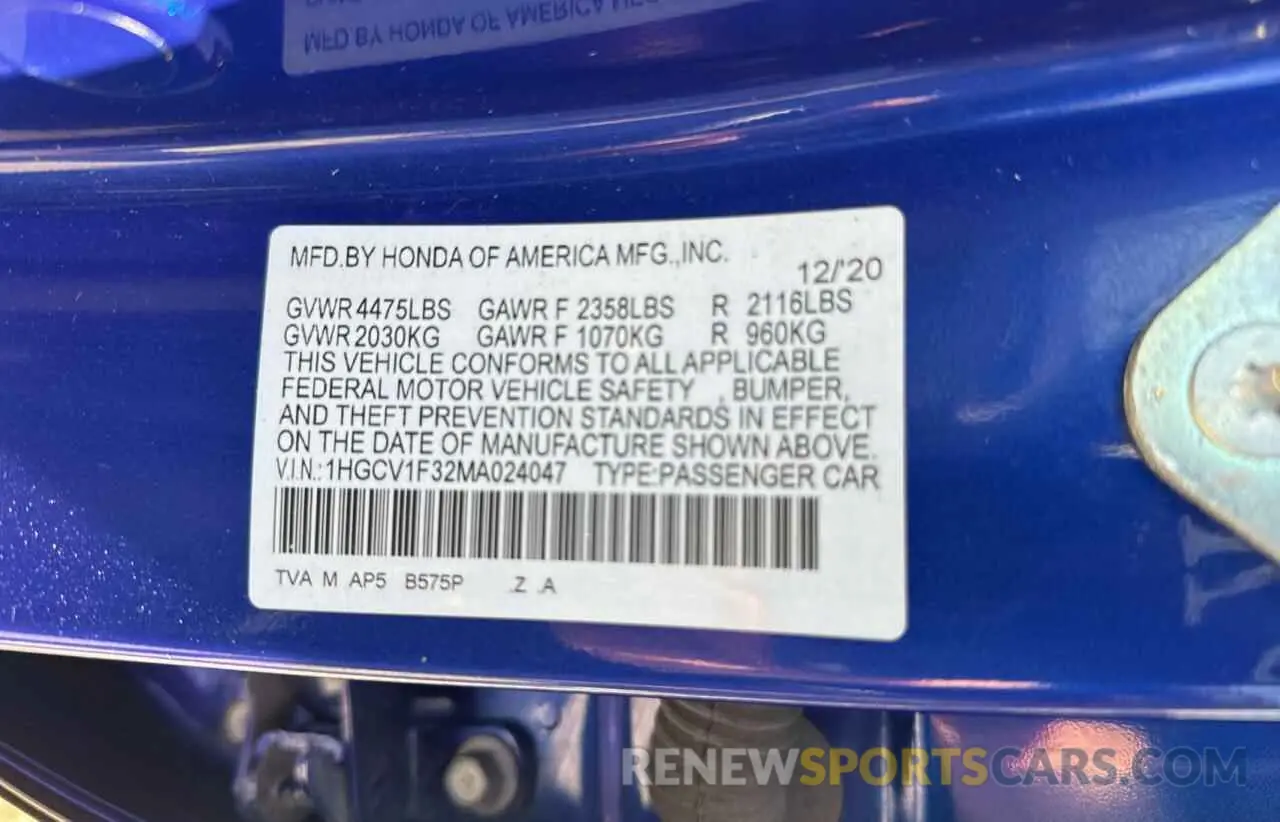 MFD BY HONDA OF AMERICA
MFD.BY HONDA OF AMERICA MFG.,INC.
12/'20
GVWR 4475LBS GAWR F 2358LBS R 2116LBS
GVWR 2030KG GAWR F 1070KG R 960KG
THIS VEHICLE CONFORMS TO ALL APPLICABLE
FEDERAL MOTOR VEHICLE SAFETY , BUMPER,
AND THEFT PREVENTION STANDARDS IN EFFECT
ON THE DATE OF MANUFACTURE SHOWN ABOVE.
V.I.N.: 1HGCV1F32MA024047 TYPE:PASSENGER CAR
TVA M AP5 B575P .Z .A
RENEWSPORTSCARS.COM